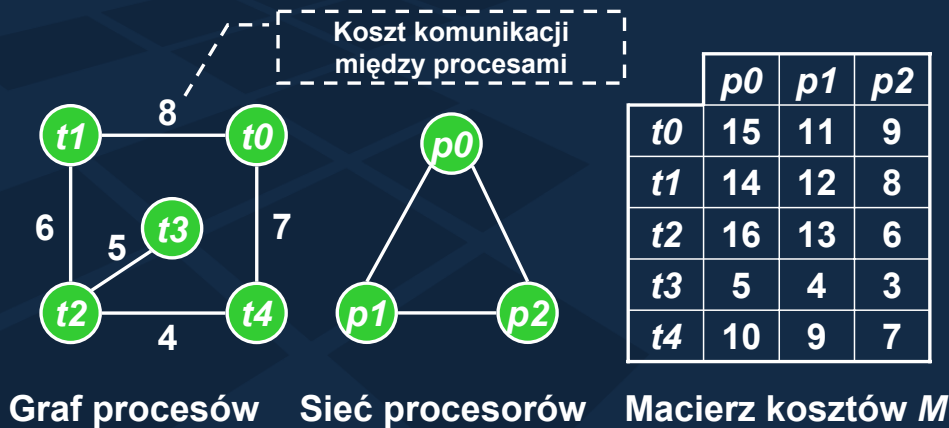 Koszt komunikacji
między procesami
8
t1
t0
6
5
t3
7
t2
4
t4
p0
p1
p2
p0 p1 p2
t0 15 11 9
t1 14 12 8
t2 16 13 6
t3 5 4 3
t4 10 9 7
Graf procesów
Sieć procesorów
Macierz kosztów M